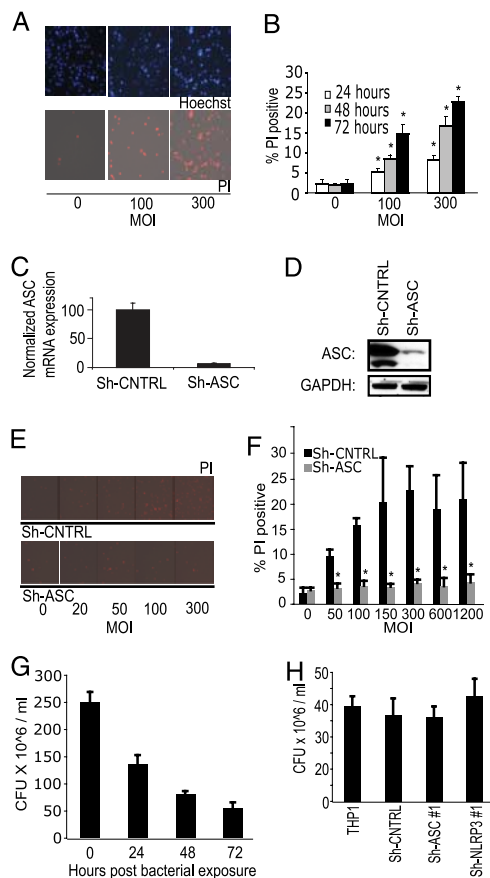 A
Hoechst
PI
0 100 300
MOI
B
% PI positive
30
25
20
15
10
5
0
24 hours
48 hours
72 hours
* * * * * *
0 100 300
MOI
C
Normalized ASC
mRNA expression
100
50
0
Sh-CNTRL Sh-ASC
D
Sh-CNTRL
Sh-ASC
ASC:
GAPDH:
E
PI
Sh-CNTRL
Sh-ASC
0 20 50 100 300
MOI
F
% PI positive
30
25
20
15
10
5
0
Sh-CNTRL
Sh-ASC
* * * * * *
0 50 100 150 300 600 1200
MOI
G
CFU X 10^6 / ml
300
250
200
150
100
50
0
0 24 48 72
Hours post bacterial exposure
H
CFU x 10^6 / ml
50
40
30
20
10
0
THP1
Sh-CNTRL
Sh-ASC #1
Sh-NLRP3 #1